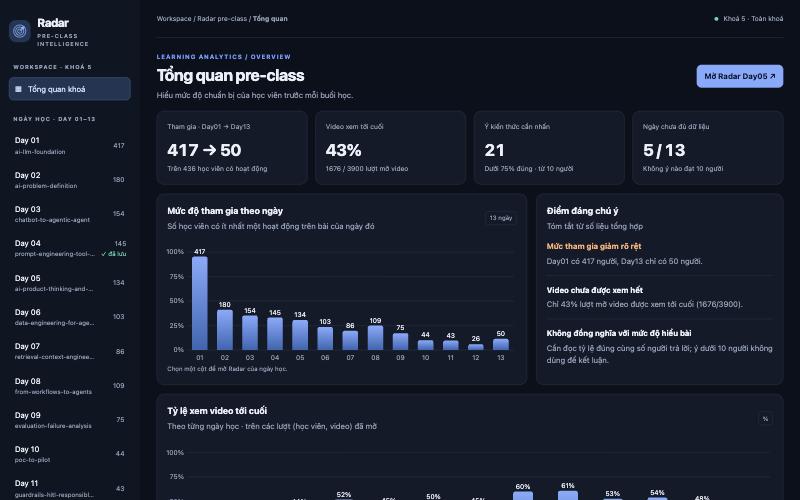 Radar
PRE-CLASS
INTELLIGENCE
WORKSPACE · KHOÁ 5
Tổng quan khoá
NGÀY HỌC · DAY 01–13
Day 01
ai-llm-foundation
417
Day 02
ai-problem-definition
180
Day 03
chatbot-to-agentic-agent
154
Day 04
prompt-engineering-tool-...
145
✓ đã lưu
Day 05
ai-product-thinking-and-...
134
Day 06
data-engineering-for-age...
103
Day 07
retrieval-context-enginee...
86
Day 08
from-workflows-to-agents
109
Day 09
evaluation-failure-analysis
75
Day 10
poc-to-pilot
44
Day 11
guardrails-hitl-responsibl...
43
Workspace / Radar pre-class / Tổng quan
Khoá 5 · Toàn khoá
LEARNING ANALYTICS / OVERVIEW
Tổng quan pre-class
Hiểu mức độ chuẩn bị của học viên trước mỗi buổi học.
Mở Radar Day05 ↗
Tham gia · Day01 → Day13
417 → 50
Trên 436 học viên có hoạt động
Video xem tới cuối
43%
1676 / 3900 lượt mở video
Ý kiến thức cần nhấn
21
Dưới 75% đúng · từ 10 người
Ngày chưa đủ dữ liệu
5 / 13
Không ý nào đạt 10 người
Mức độ tham gia theo ngày
Số học viên có ít nhất một hoạt động trên bài của ngày đó
13 ngày
100%
75%
50%
25%
0%
417 180 154 145 134 103 86 109 75 44 43 26 50
01 02 03 04 05 06 07 08 09 10 11 12 13
Chọn một cột để mở Radar của ngày học.
Điểm đáng chú ý
Tóm tắt từ số liệu tổng hợp
Mức tham gia giảm rõ rệt
Day01 có 417 người, Day13 chỉ có 50 người.
Video chưa được xem hết
Chỉ 43% lượt mở video được xem tới cuối (1676/3900).
Không đồng nghĩa với mức độ hiểu bài
Cần đọc tỷ lệ đúng cùng số người trả lời; ý dưới 10 người không
dùng để kết luận.
Tỷ lệ xem video tới cuối
Theo từng ngày học · trên các lượt (học viên, video) đã mở
%
100%
75%
52% 50% 60% 61% 53% 54%